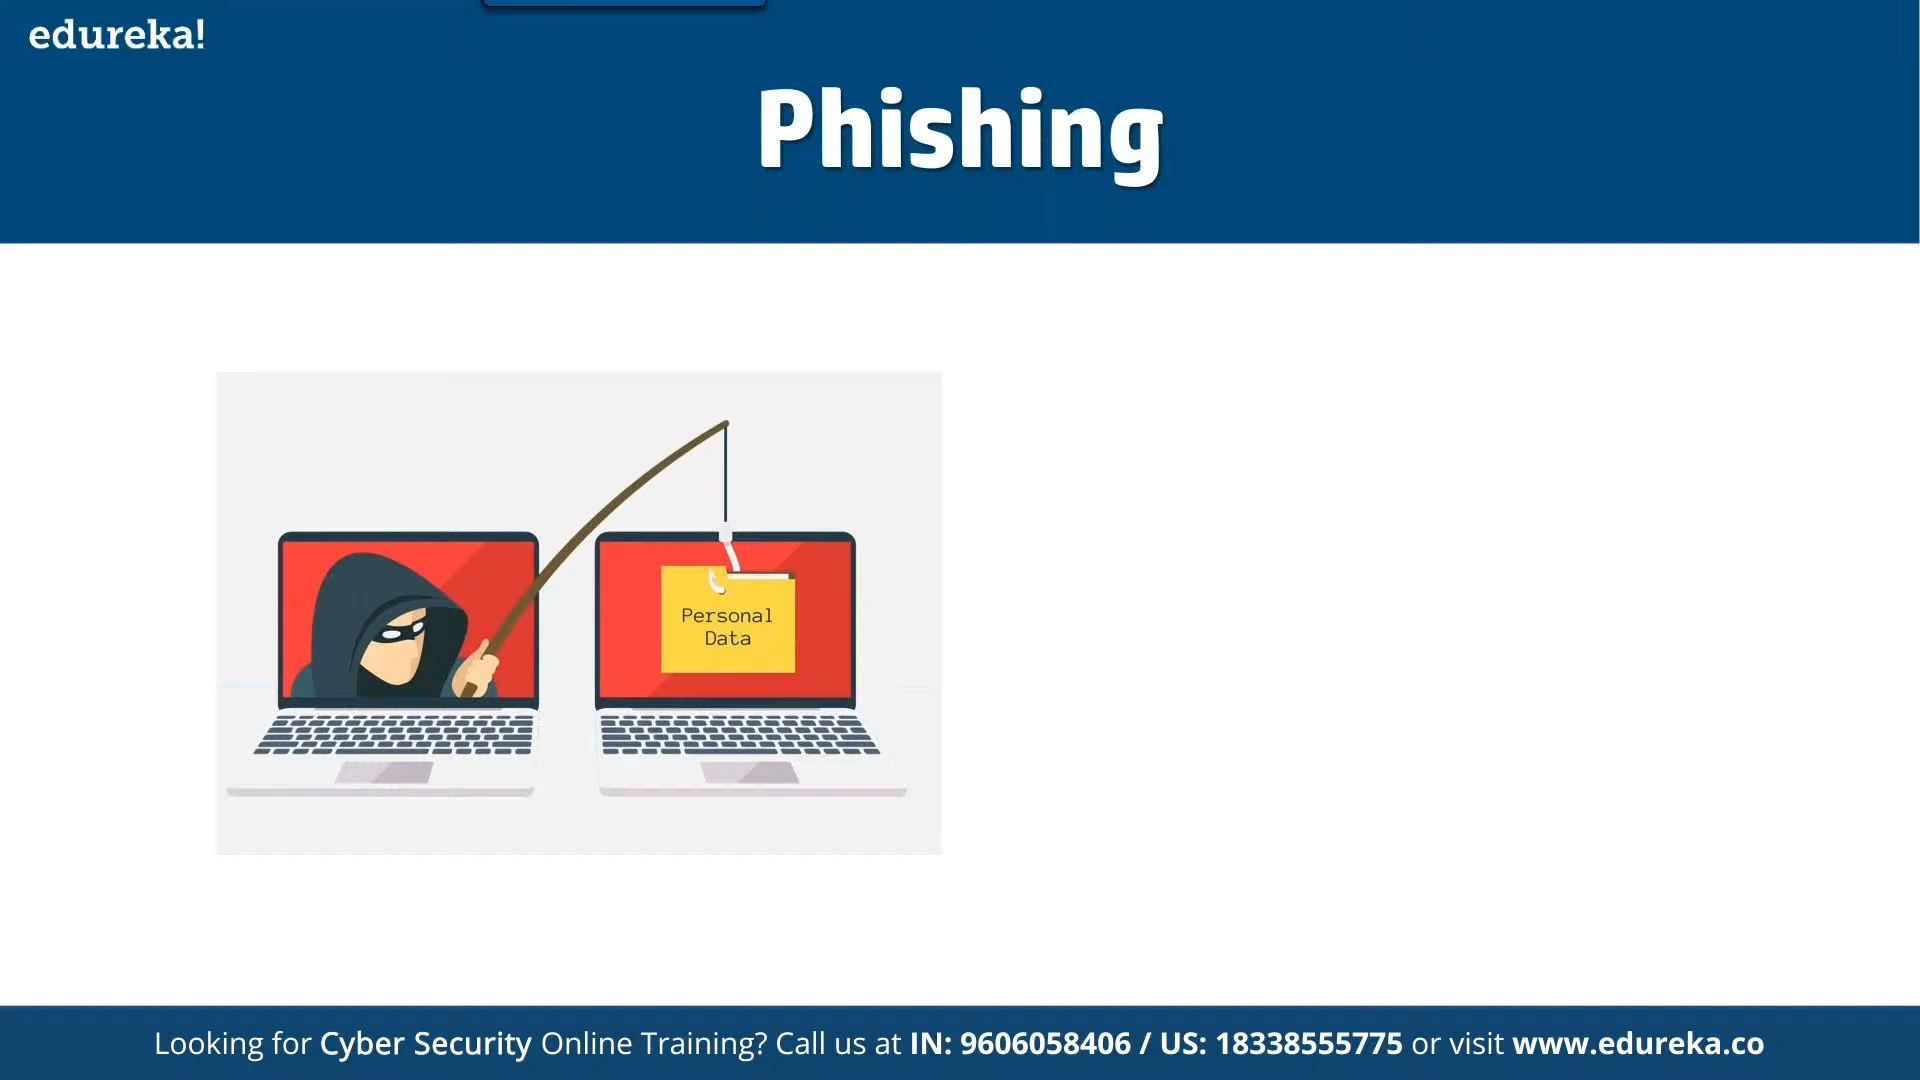 edureka!
Phishing
Personal
Data
Looking for Cyber Security Online Training? Call us at IN: 9606058406 / US: 18338555775 or visit www.edureka.co